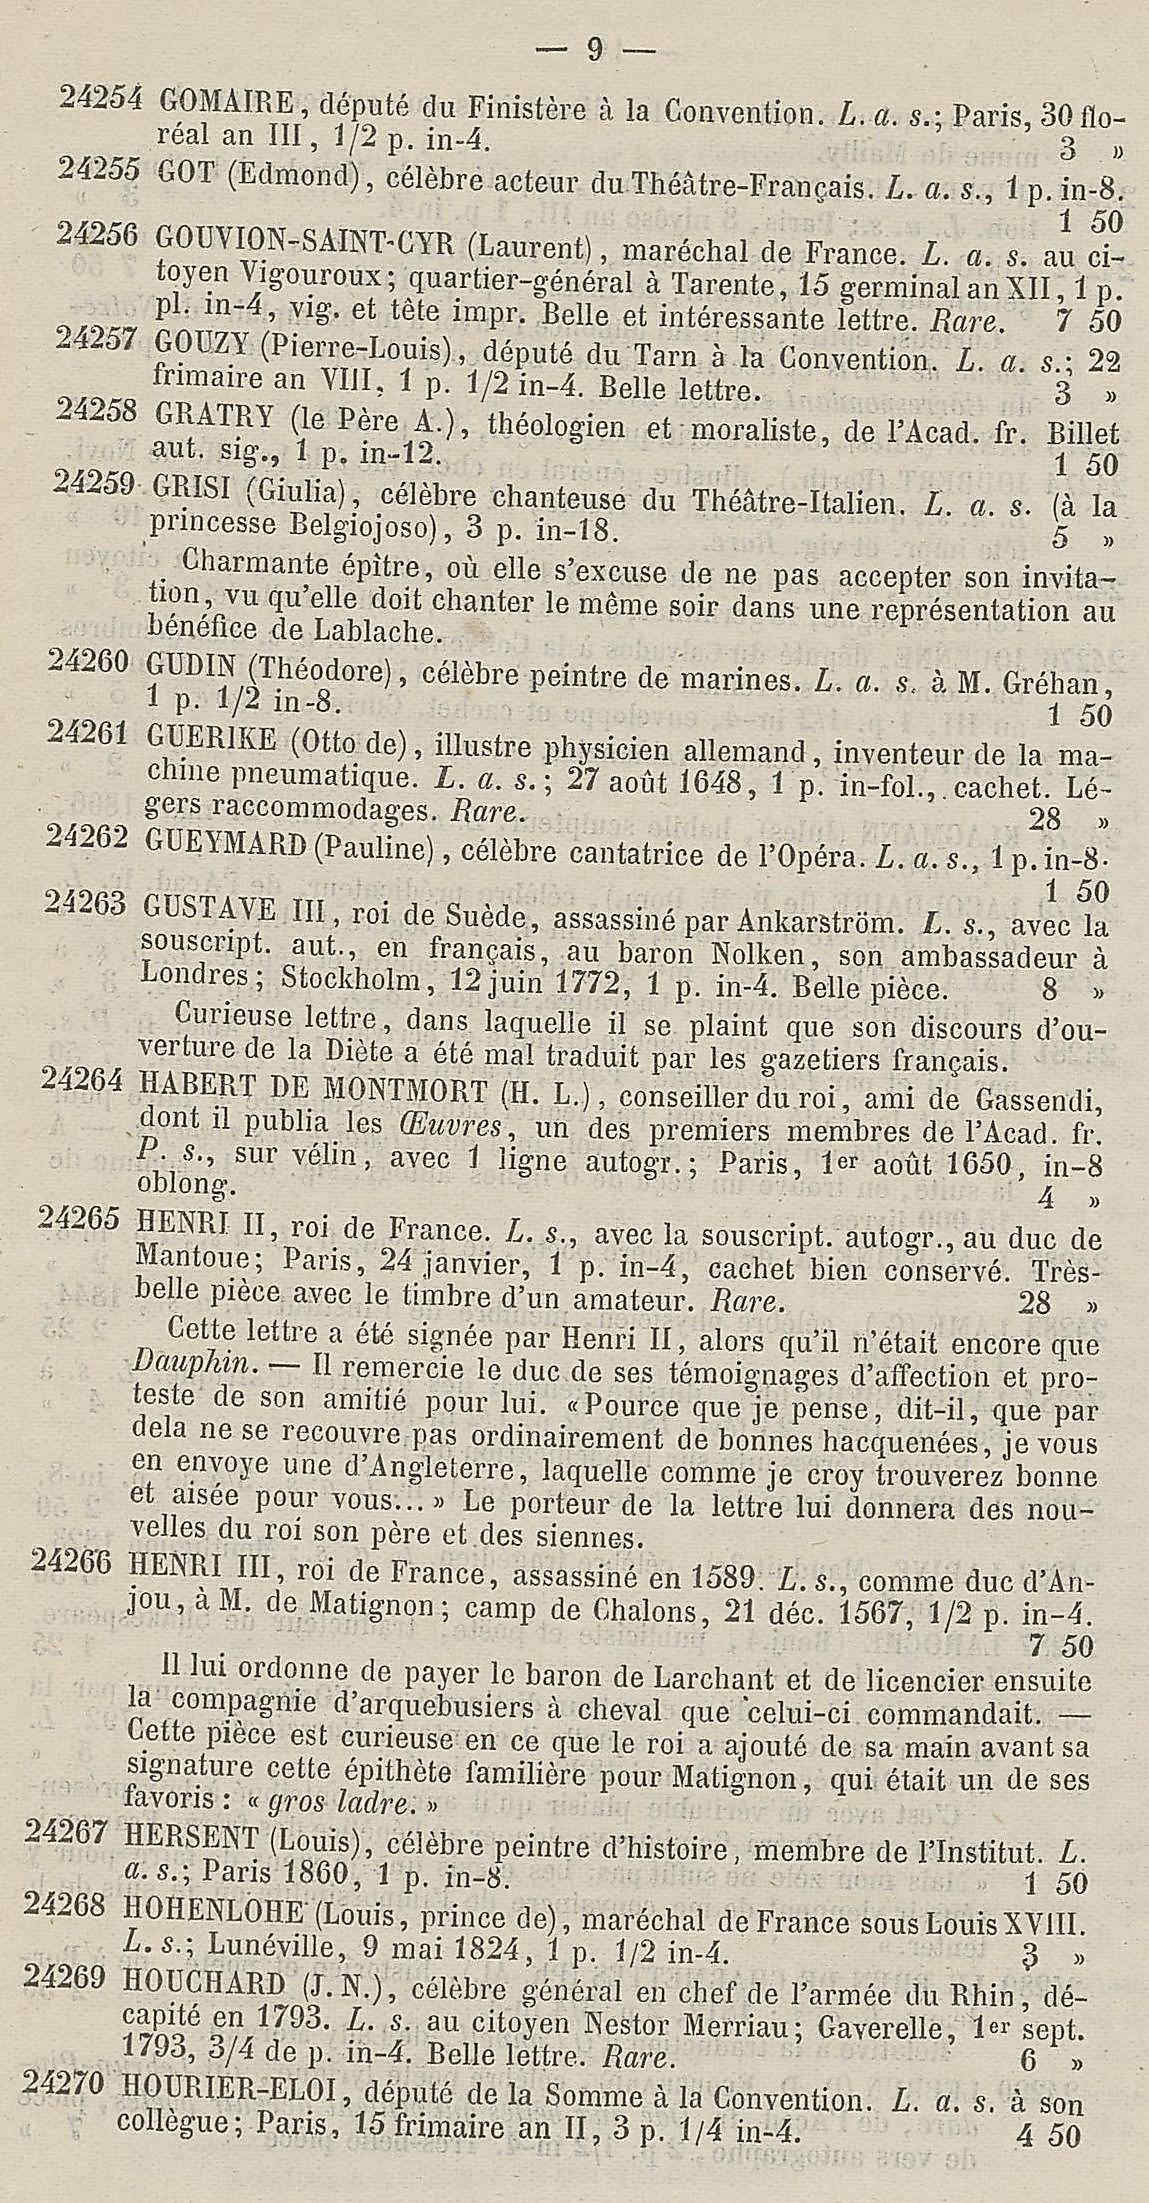 — 9 —
24254 GOMAIRE, député du Finistère à la Convention. L. a. s.; Paris, 30 flo-
réal an III, 1/2 p. in-4. 3 »
24255 GOT (Edmond), célèbre acteur du Théâtre-Français. L. a. s., 1 p. in-8.
1 50
24256 GOUVION-SAINT-CYR (Laurent), maréchal de France. L. a. s. au ci-
toyen Vigouroux; quartier-général à Tarente, 15 germinal an XII, 1 p.
pl. in-4, vig. et tête impr. Belle et intéressante lettre. Rare. 7 50
24257 GOUZY (Pierre-Louis), député du Tarn à la Convention. L. a. s.; 22
frimaire an VIII, 1 p. 1/2 in-4. Belle lettre. 3 »
24258 GRATRY (le Père A.), théologien et moraliste, de l'Acad. fr. Billet
aut. sig., 1 p. in-12. 1 50
24259 GRISI (Giulia), célèbre chanteuse du Théâtre-Italien. L. a. s. (à la
princesse Belgiojoso), 3 p. in-18. 5 »
Charmante épître, où elle s'excuse de ne pas accepter son invita-
tion, vu qu'elle doit chanter le même soir dans une représentation au
bénéfice de Lablache.
24260 GUDIN (Théodore), célèbre peintre de marines. L. a. s. à M. Gréhan,
1 p. 1/2 in-8. 1 50
24261 GUERIKE (Otto de), illustre physicien allemand, inventeur de la ma-
chine pneumatique. L. a. s.; 27 août 1648, 1 p. in-fol., cachet. Lé-
gers raccommodages. Rare. 28 »
24262 GUEYMARD (Pauline), célèbre cantatrice de l'Opéra. L. a. s., 1 p. in-8.
1 50
24263 GUSTAVE III, roi de Suède, assassiné par Ankarström. L. s., avec la
souscript. aut., en français, au baron Nolken, son ambassadeur à
Londres; Stockholm, 12 juin 1772, 1 p. in-4. Belle pièce. 8 »
Curieuse lettre, dans laquelle il se plaint que son discours d'ou-
verture de la Diète a été mal traduit par les gazetiers français.
24264 HABERT DE MONTMORT (H. L.), conseiller du roi, ami de Gassendi,
dont il publia les Œuvres, un des premiers membres de l'Acad. fr.
P. s., sur vélin, avec 1 ligne autogr.; Paris, 1er août 1650, in-8
oblong. 4 »
24265 HENRI II, roi de France. L. s., avec la souscript. autogr., au duc de
Mantoue; Paris, 24 janvier, 1 p. in-4, cachet bien conservé. Très-
belle pièce avec le timbre d'un amateur. Rare. 28 »
Cette lettre a été signée par Henri II, alors qu'il n'était encore que
Dauphin. — Il remercie le duc de ses témoignages d'affection et pro-
teste de son amitié pour lui. «Pource que je pense, dit-il, que par
dela ne se recouvre pas ordinairement de bonnes hacquenées, je vous
en envoye une d'Angleterre, laquelle comme je croy trouverez bonne
et aisée pour vous... » Le porteur de la lettre lui donnera des nou-
velles du roi son père et des siennes.
24266 HENRI III, roi de France, assassiné en 1589. L. s., comme duc d'An-
jou, à M. de Matignon; camp de Chalons, 21 déc. 1567, 1/2 p. in-4.
7 50
Il lui ordonne de payer le baron de Larchant et de licencier ensuite
la compagnie d'arquebusiers à cheval que celui-ci commandait. —
Cette pièce est curieuse en ce que le roi a ajouté de sa main avant sa
signature cette épithète familière pour Matignon, qui était un de ses
favoris : « gros ladre. »
24267 HERSENT (Louis), célèbre peintre d'histoire, membre de l'Institut. L.
a. s.; Paris 1860, 1 p. in-8. 1 50
24268 HOHENLOHE (Louis, prince de), maréchal de France sous Louis XVIII.
L. s.; Lunéville, 9 mai 1824, 1 p. 1/2 in-4. 3 »
24269 HOUCHARD (J. N.), célèbre général en chef de l'armée du Rhin, dé-
capité en 1793. L. s. au citoyen Nestor Merriau; Gaverelle, 1er sept.
1793, 3/4 de p. in-4. Belle lettre. Rare. 6 »
24270 HOURIER-ELOI, député de la Somme à la Convention. L. a. s. à son
collègue; Paris, 15 frimaire an II, 3 p. 1/4 in-4. 4 50